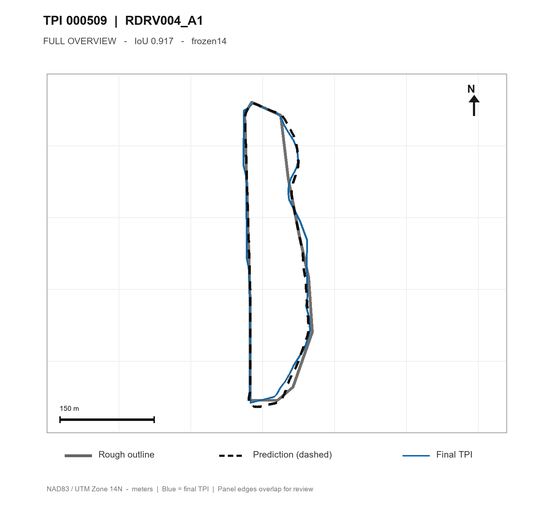 TPI 000509 | RDRV004_A1
FULL OVERVIEW - IoU 0.917 - frozen14
N
150 m
Rough outline
Prediction (dashed)
Final TPI
NAD83 / UTM Zone 14N - meters | Blue = final TPI | Panel edges overlap for review